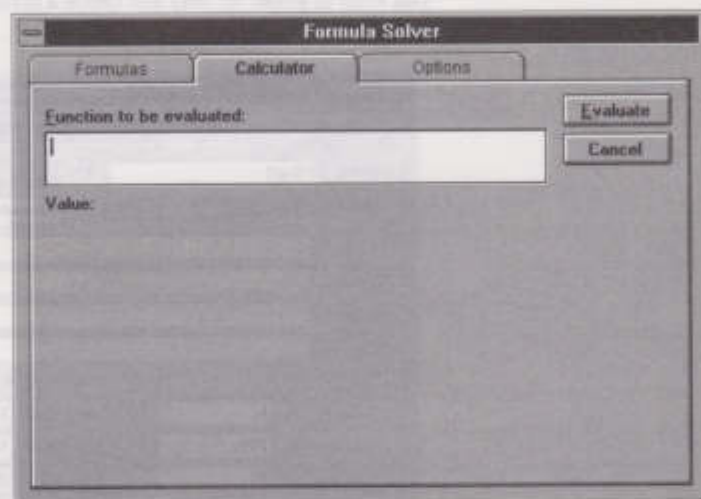 Formula Solver
Formulas Calculator Options
Function to be evaluated:
Evaluate
Cancel
Value: